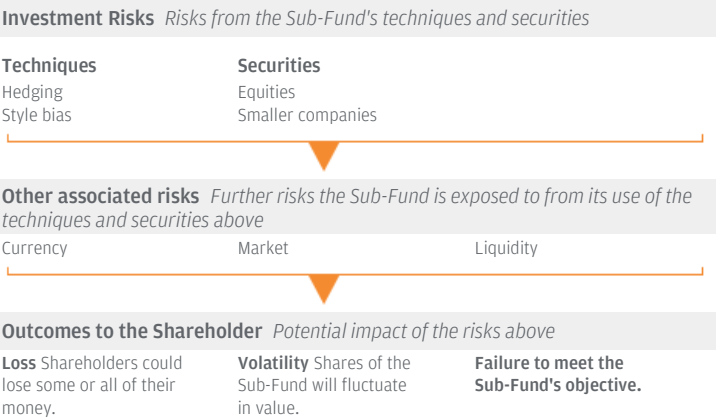 Investment Risks Risks from the Sub-Fund's techniques and securities
Techniques
Hedging
Style bias
Securities
Equities
Smaller companies
Other associated risks Further risks the Sub-Fund is exposed to from its use of the
techniques and securities above
Currency
Market
Liquidity
Outcomes to the Shareholder Potential impact of the risks above
Loss Shareholders could
lose some or all of their
money.
Volatility Shares of the
Sub-Fund will fluctuate
in value.
Failure to meet the
Sub-Fund's objective.